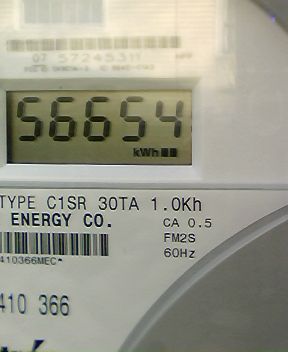 07 57245311
56654
kWh
TYPE C1SR 30TA 1.0Kh
ENERGY CO.
CA 0.5
FM2S
60Hz
410366MEC*
410 366